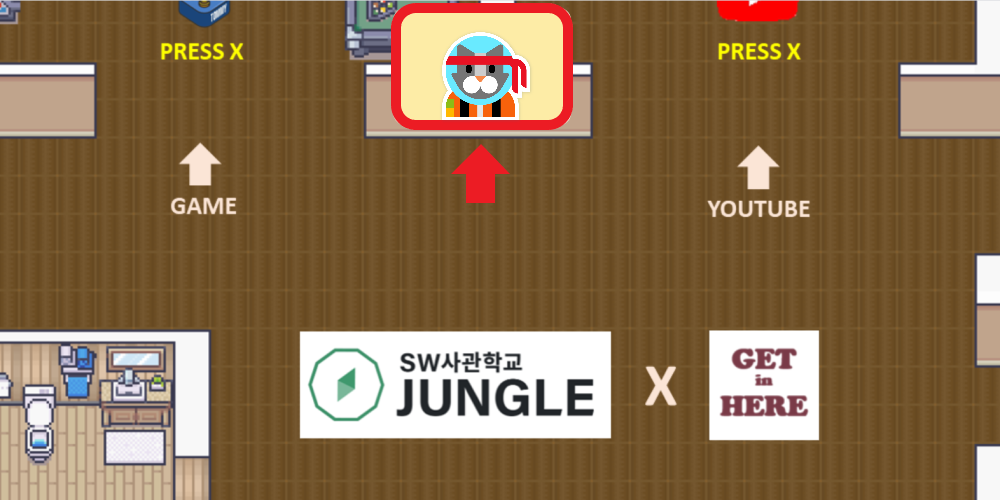 PRESS X
PRESS X
GAME
YOUTUBE
SW사관학교
JUNGLE
X
GET
in
HERE